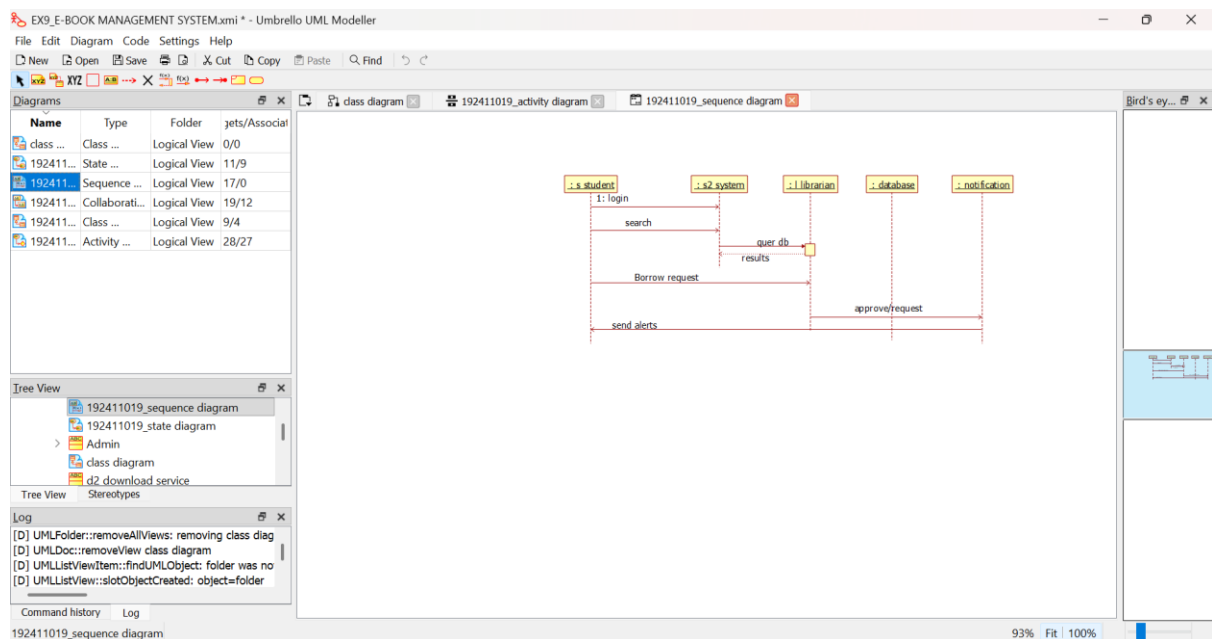 EX9_E-BOOK MANAGEMENT SYSTEM.xmi * - Umbrello UML Modeller
File Edit Diagram Code Settings Help
New Open Save Cut Copy Paste Find
XYZ XYZ A:B
Diagrams
class diagram
192411019_activity diagram
192411019_sequence diagram
Bird's ey...
Name Type Folder gets/Associat
class ... Class ... Logical View 0/0
192411... State ... Logical View 11/9
192411... Sequence ... Logical View 17/0
192411... Collaborati... Logical View 19/12
192411... Class ... Logical View 9/4
192411... Activity ... Logical View 28/27
: s student : s2 system : l librarian : database : notification
1: login
search
quer db
results
Borrow request
approve/request
send alerts
Tree View
192411019_sequence diagram
192411019_state diagram
Admin
class diagram
d2 download service
Tree View Stereotypes
Log
[D] UMLFolder::removeAllViews: removing class diag
[D] UMLDoc::removeView class diagram
[D] UMLListViewItem::findUMLObject: folder was no
[D] UMLListView::slotObjectCreated: object=folder
Command history Log
192411019_sequence diagram
93% Fit 100%